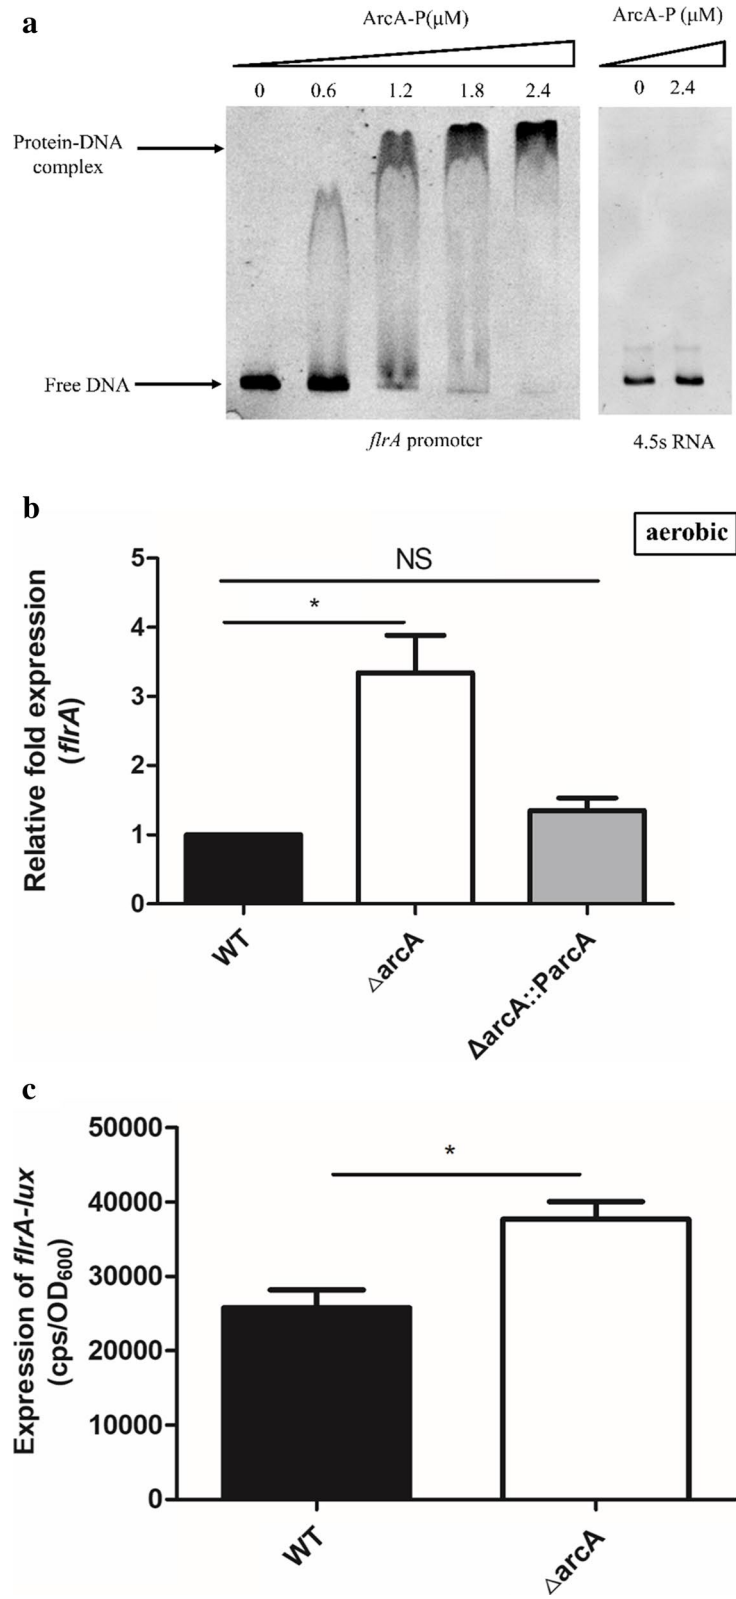 a
ArcA-P(μM)
0 0.6 1.2 1.8 2.4
ArcA-P (μM)
0 2.4
Protein-DNA
complex
Free DNA
flrA promoter
4.5s RNA
b
aerobic
Relative fold expression
(flrA)
5
4
3
2
1
0
NS
*
WT
△arcA
ΔarcA::ParcA
c
Expression of flrA-lux
(cps/OD600)
50000
40000
30000
20000
10000
0
*
WT
△arcA